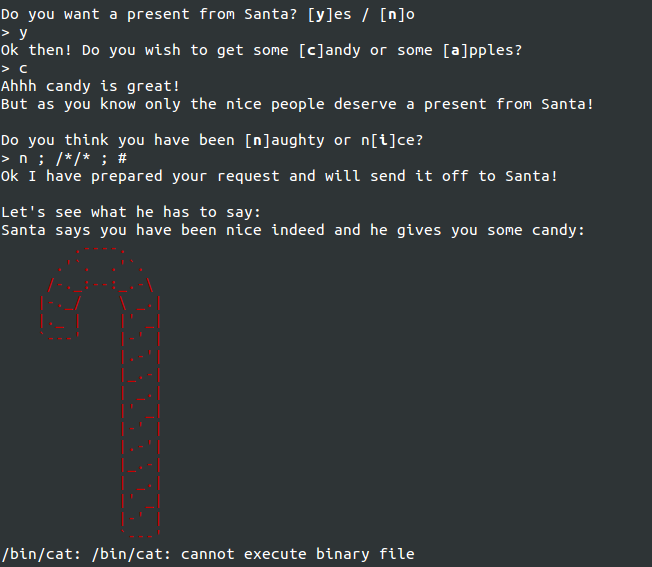 Do you want a present from Santa? [y]es / [n]o
> y
Ok then! Do you wish to get some [c]andy or some [a]pples?
> c
Ahhh candy is great!
But as you know only the nice people deserve a present from Santa!
Do you think you have been [n]aughty or n[i]ce?
> n ; /*/* ; #
Ok I have prepared your request and will send it off to Santa!
Let's see what he has to say:
Santa says you have been nice indeed and he gives you some candy:
/bin/cat: /bin/cat: cannot execute binary file